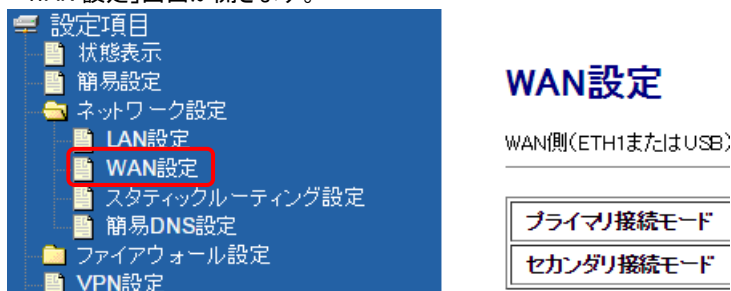 設定項目
状態表示
簡易設定
ネットワーク設定
LAN設定
WAN設定
スタティックルーティング設定
簡易DNS設定
ファイアウォール設定
VPN設定
WAN設定
WAN側(ETH1またはUSB)
プライマリ接続モード
セカンダリ接続モード